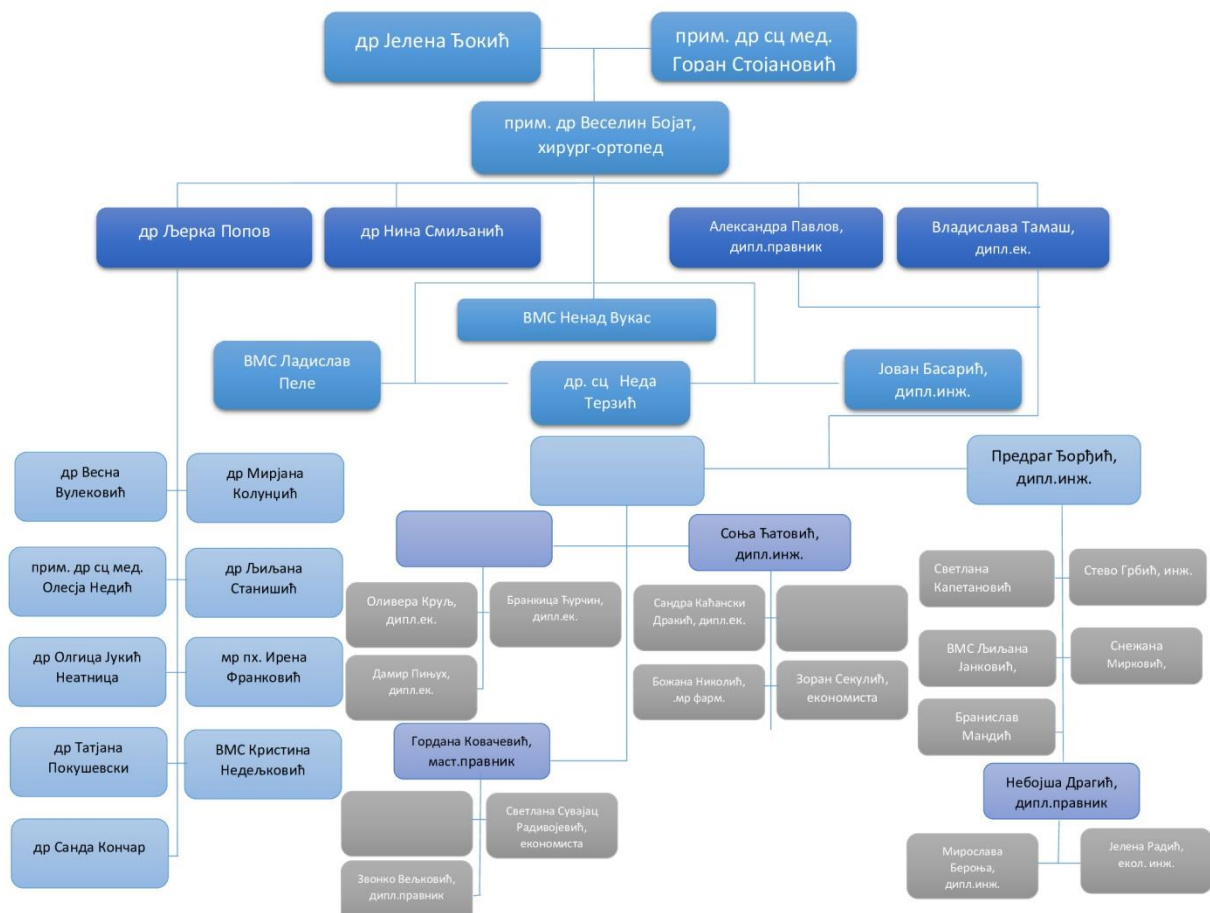 др Јелена Ђокић
прим. др сц мед.
Горан Стојановић
прим. др Веселин Бојат,
хирург-ортопед
др Љерка Попов
др Нина Смиљанић
Александра Павлов,
дипл.правник
Владислава Тамаш,
дипл.ек.
ВМС Ненад Вукас
ВМС Ладислав
Пеле
др. сц Неда
Терзић
Јован Басарић,
дипл.инж.
Предраг Ђорђић,
дипл.инж.
др Весна
Вулековић
др Мирјана
Колунџић
прим. др сц мед.
Олесја Недић
др Љиљана
Станишић
др Олгица Јукић
Неатница
мр пх. Ирена
Франковић
др Татјана
Покушевски
ВМС Кристина
Недељковић
др Санда Кончар
Соња Ћатовић,
дипл.инж.
Оливера Круљ,
дипл.ек.
Бранкица Ћурчин,
дипл.ек.
Дамир Пињух,
дипл.ек.
Сандра Каћански
Дракић, дипл.ек.
Божана Николић,
.мр фарм.
Зоран Секулић,
економиста
Гордана Ковачевић,
маст.правник
Светлана Сувајац
Радивојевић,
економиста
Звонко Вељковић,
дипл.правник
Светлана
Капетановић
Стево Грбић, инж.
ВМС Љиљана
Јанковић,
Снежана
Мирковић,
Бранислав
Мандић
Небојша Драгић,
дипл.правник
Мирослава
Бероња,
дипл.инж.
Јелена Радић,
екол. инж.